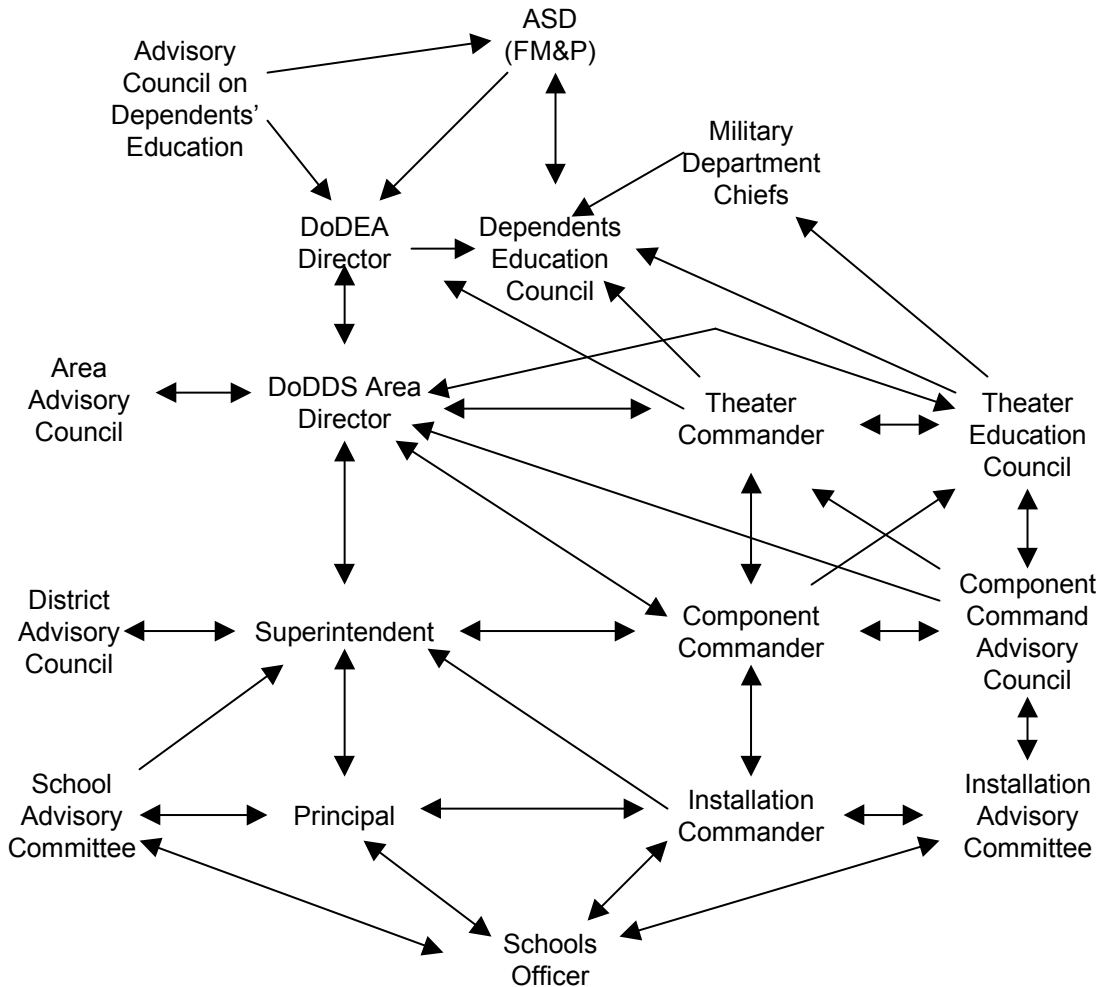 ASD
(FM&P)
Advisory
Council on
Dependents’
Education
Military
Department
Chiefs
DoDEA
Director
Dependents
Education
Council
Area
Advisory
Council
DoDDS Area
Director
Theater
Commander
Theater
Education
Council
District
Advisory
Council
Superintendent
Component
Commander
Component
Command
Advisory
Council
School
Advisory
Committee
Principal
Installation
Commander
Installation
Advisory
Committee
Schools
Officer